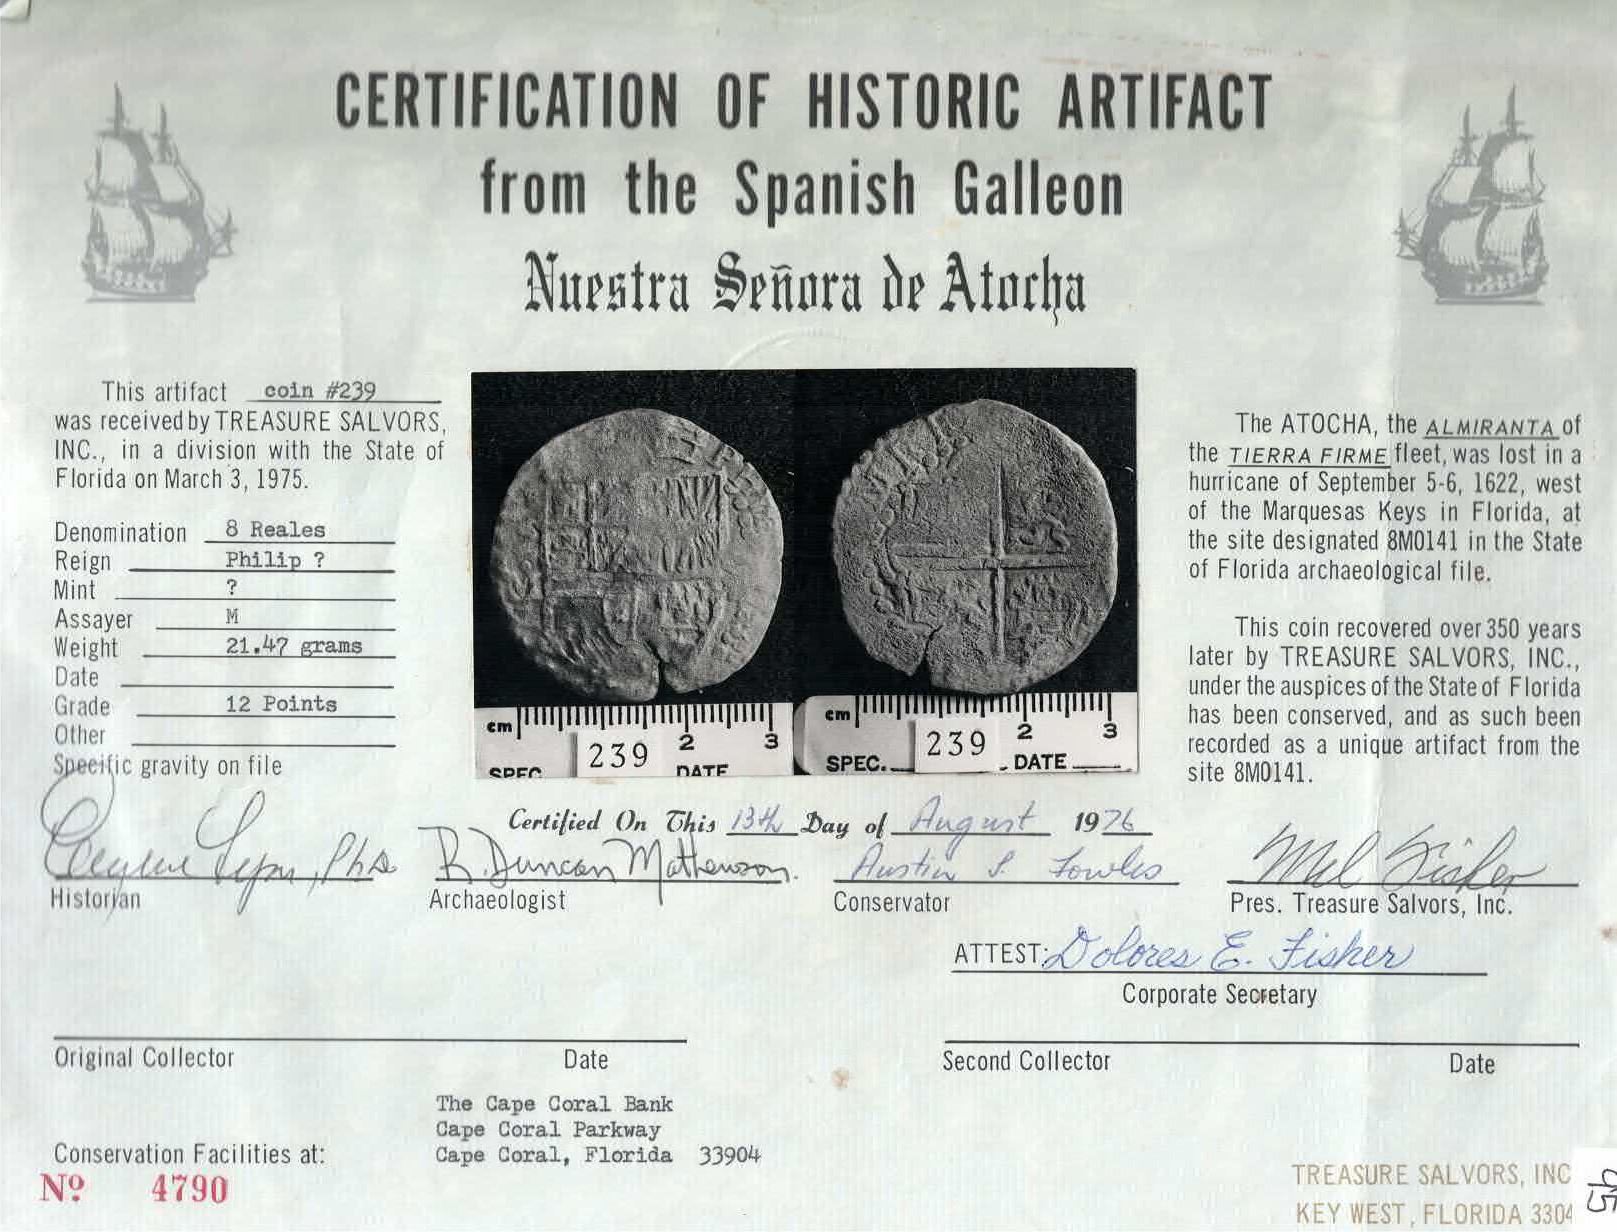 CERTIFICATION OF HISTORIC ARTIFACT
from the Spanish Galleon
Nuestra Señora de Atocha
This artifact coin #239
was received by TREASURE SALVORS,
INC., in a division with the State of
Florida on March 3, 1975.
Denomination 8 Reales
Reign Philip ?
Mint ?
Assayer M
Weight 21.47 grams
Date
Grade 12 Points
Other
Specific gravity on file
cm 2 3
239
SPEC. DATE
cm 2 3
239
SPEC. DATE
The ATOCHA, the ALMIRANTA of
the TIERRA FIRME fleet, was lost in a
hurricane of September 5-6, 1622, west
of the Marquesas Keys in Florida, at
the site designated 8M0141 in the State
of Florida archaeological file.
This coin recovered over 350 years
later by TREASURE SALVORS, INC.,
under the auspices of the State of Florida
has been conserved, and as such been
recorded as a unique artifact from the
site 8M0141.
Certified On This 13th Day of August 1976
Eugene Lyon, PhD R. Duncan Mathewson. Austin S. Fowles Mel Fisher
Historian Archaeologist Conservator Pres. Treasure Salvors, Inc.
ATTEST: Dolores E. Fisher
Corporate Secretary
Original Collector Date Second Collector Date
The Cape Coral Bank
Cape Coral Parkway
Conservation Facilities at: Cape Coral, Florida 33904
Nº 4790
TREASURE SALVORS, INC
KEY WEST, FLORIDA 3304